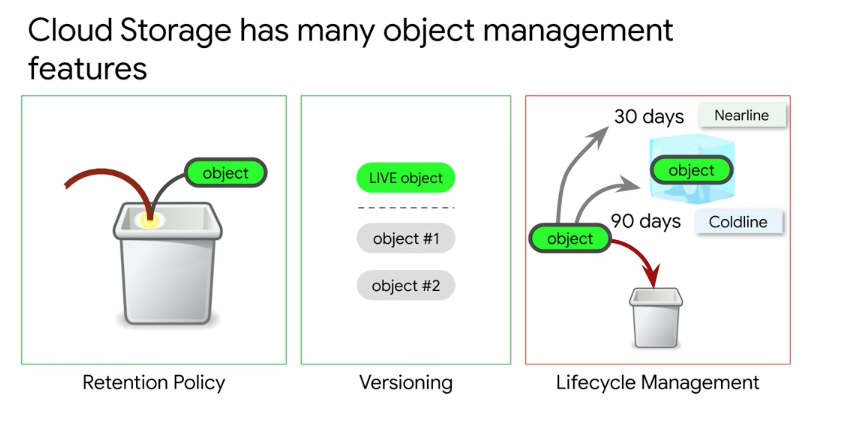 Cloud Storage has many object management
features
object
Retention Policy
LIVE object
object #1
object #2
Versioning
30 days
Nearline
object
90 days
Coldline
object
Lifecycle Management